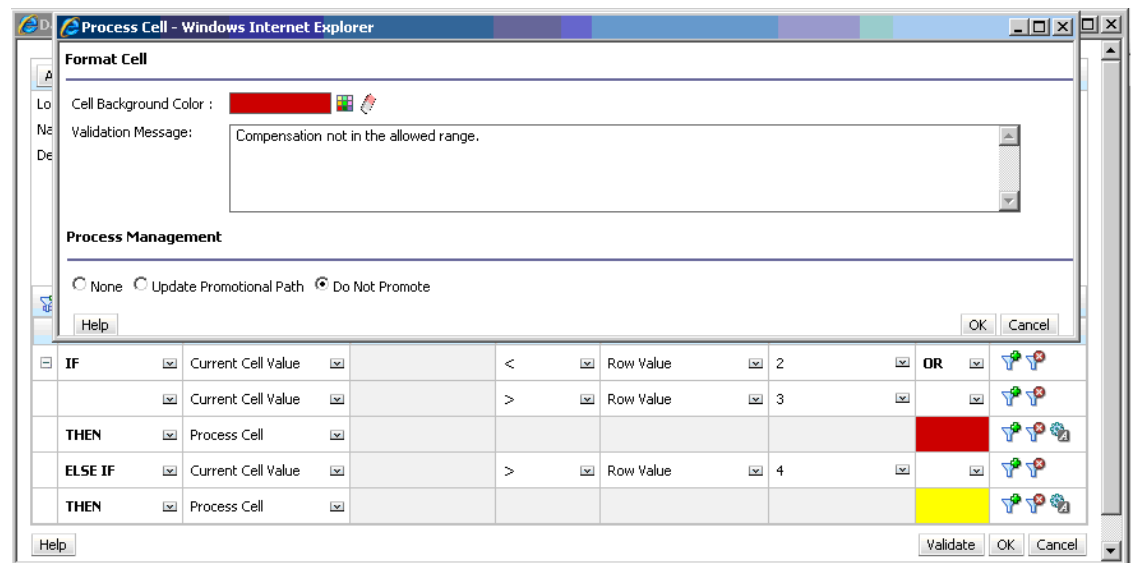 D
Process Cell - Windows Internet Explorer
Format Cell
A
Lo
Cell Background Color :
Na
Validation Message:
Compensation not in the allowed range.
De
Process Management
None Update Promotional Path Do Not Promote
Help OK Cancel
IF Current Cell Value < Row Value 2 OR
Current Cell Value > Row Value 3
THEN Process Cell
ELSE IF Current Cell Value > Row Value 4
THEN Process Cell
Help Validate OK Cancel